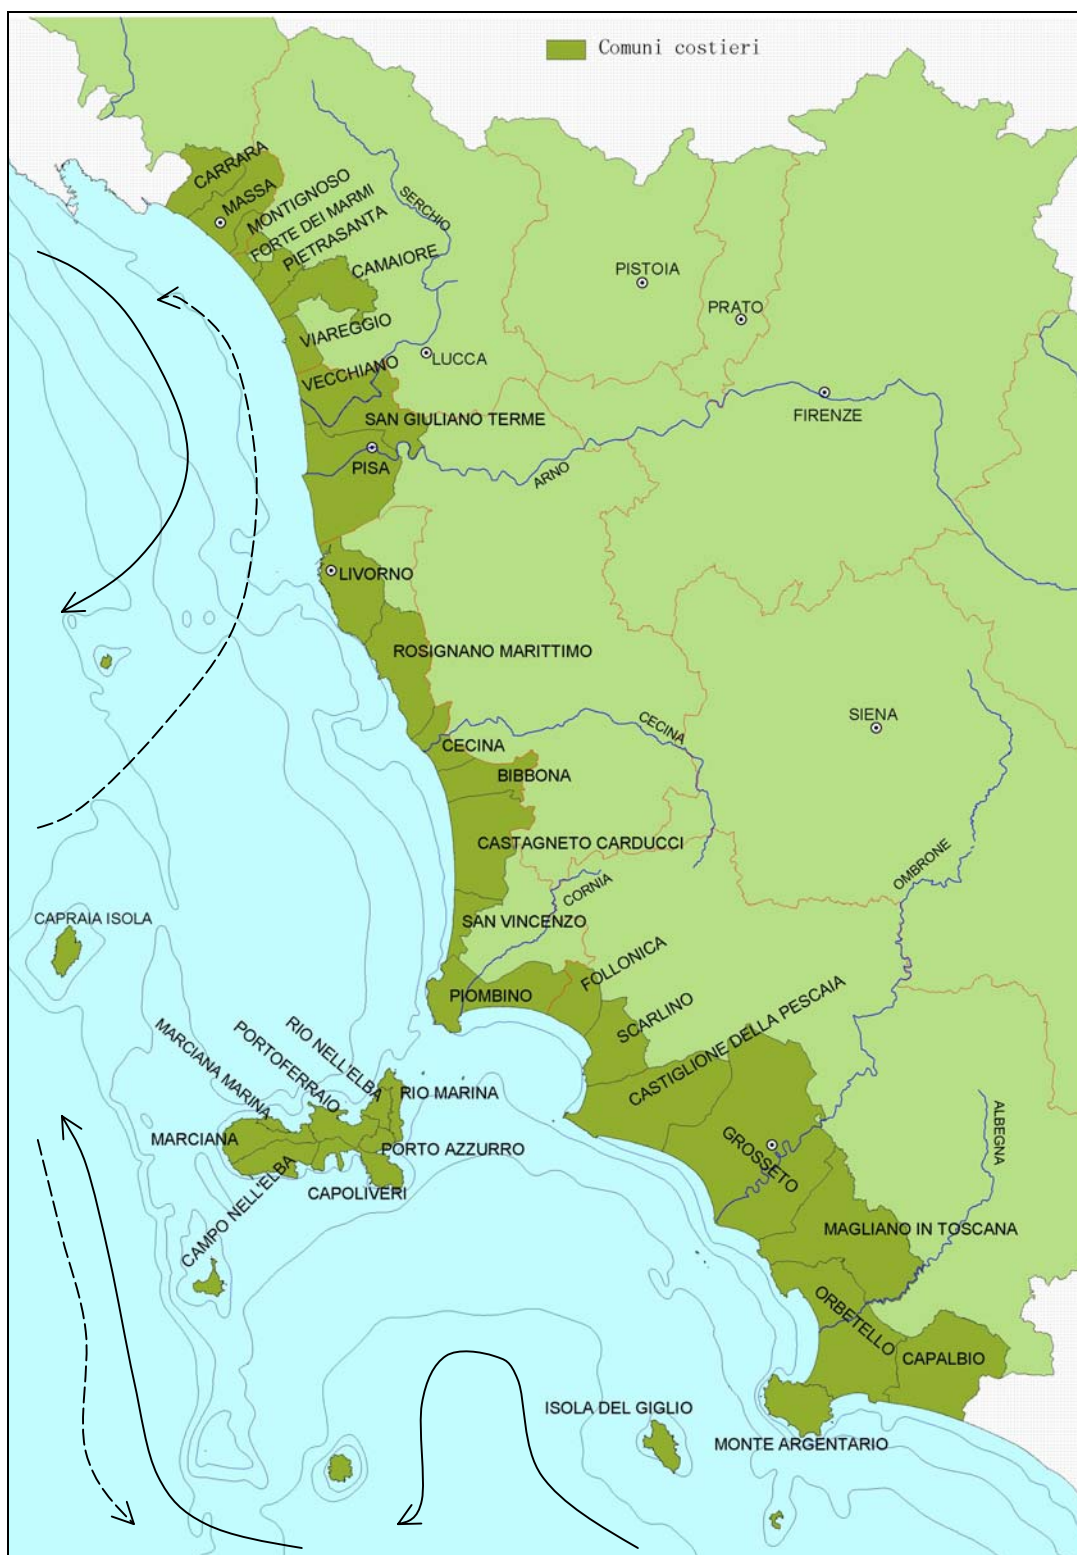 Comuni costieri
CARRARA
MASSA
MONTIGNOSO
FORTE DEI MARMI
PIETRASANTA
CAMAIORE
SERCHIO
PISTOIA
PRATO
VIAREGGIO
LUCCA
VECCHIANO
SAN GIULIANO TERME
FIRENZE
PISA
ARNO
LIVORNO
ROSIGNANO MARITTIMO
SIENA
CECINA
CECINA
BIBBONA
CASTAGNETO CARDUCCI
OMBRONE
CORNIA
CAPRAIA ISOLA
SAN VINCENZO
FOLLONICA
PIOMBINO
SCARLINO
CASTIGLIONE DELLA PESCAIA
RIO NELL'ELBA
PORTOFERRAIO
MARCIANA MARINA
RIO MARINA
MARCIANA
PORTO AZZURRO
GROSSETO
ALBEGNA
CAMPO NELL'ELBA
CAPOLIVERI
MAGLIANO IN TOSCANA
ORBETELLO
CAPALBIO
ISOLA DEL GIGLIO
MONTE ARGENTARIO